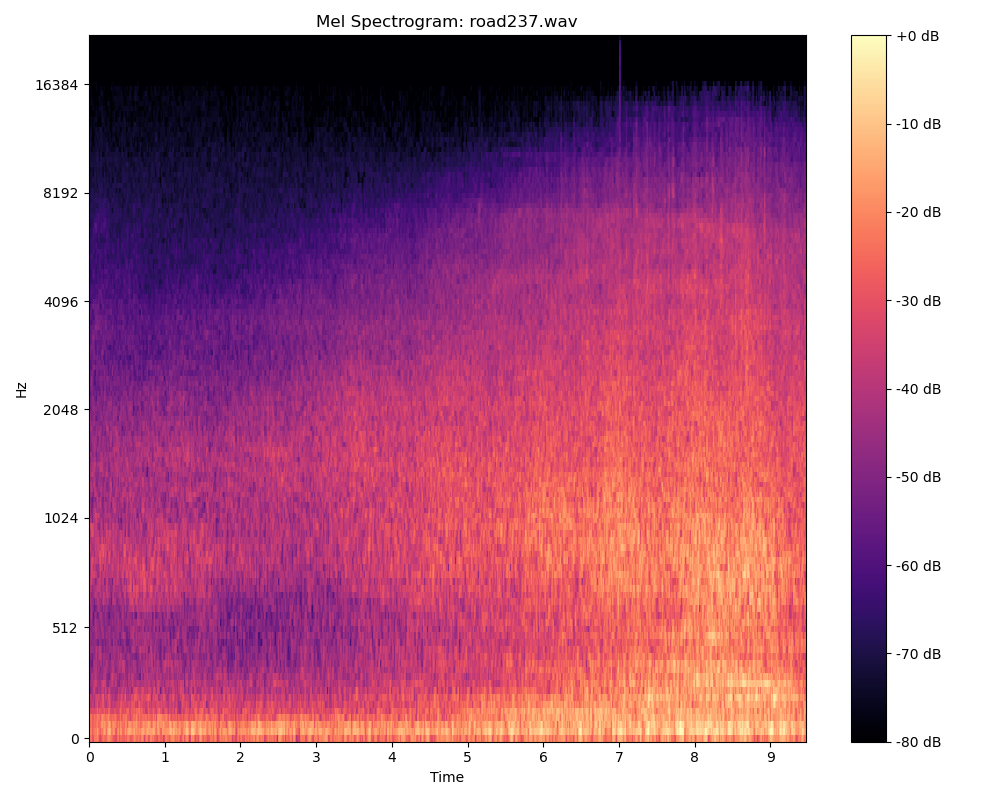 Mel Spectrogram: road237.wav
Hz
16384
8192
4096
2048
1024
512
0
0 1 2 3 4 5 6 7 8 9
Time
+0 dB
-10 dB
-20 dB
-30 dB
-40 dB
-50 dB
-60 dB
-70 dB
-80 dB